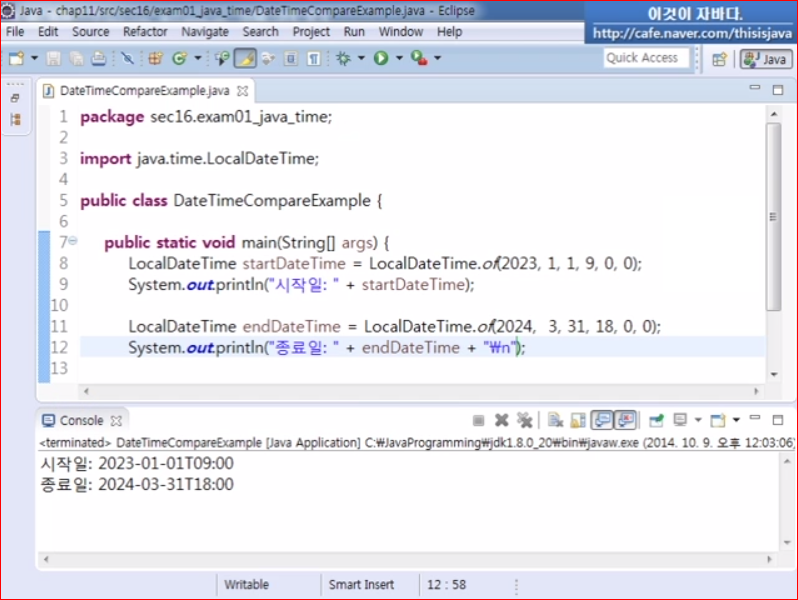 Java - chap11/src/sec16/exam01_java_time/DateTimeCompareExample.java - Eclipse
이것이 자바다.
http://cafe.naver.com/thisisjava
File Edit Source Refactor Navigate Search Project Run Window Help
Quick Access
Java
DateTimeCompareExample.java
1 package sec16.exam01_java_time;
2
3 import java.time.LocalDateTime;
4
5 public class DateTimeCompareExample {
6
7 public static void main(String[] args) {
8 LocalDateTime startDateTime = LocalDateTime.of(2023, 1, 1, 9, 0, 0);
9 System.out.println("시작일: " + startDateTime);
10
11 LocalDateTime endDateTime = LocalDateTime.of(2024, 3, 31, 18, 0, 0);
12 System.out.println("종료일: " + endDateTime + "₩n");
13
Console
<terminated> DateTimeCompareExample [Java Application] C:₩JavaProgramming₩jdk1.8.0_20₩bin₩javaw.exe (2014. 10. 9. 오후 12:03:06)
시작일: 2023-01-01T09:00
종료일: 2024-03-31T18:00
Writable Smart Insert 12 : 58